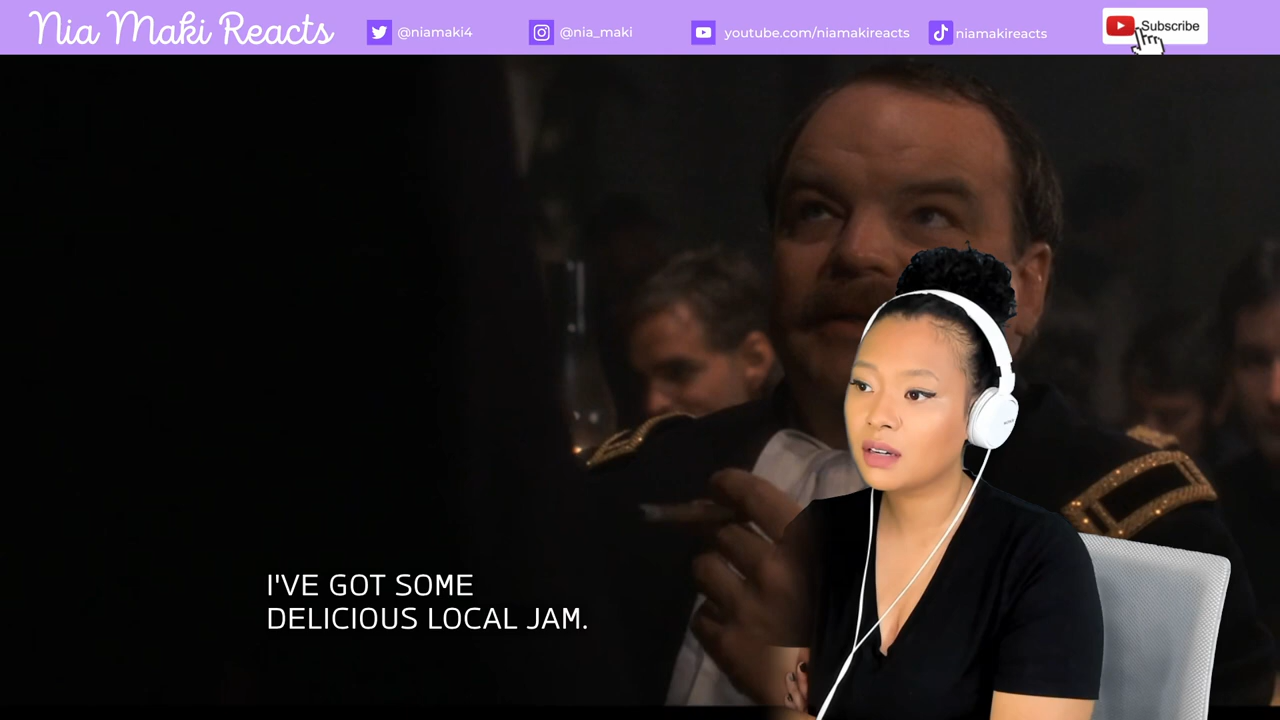 Nia Maki Reacts
@niamaki4
@nia_maki
youtube.com/niamakireacts
niamakireacts
Subscribe
I'VE GOT SOME
DELICIOUS LOCAL JAM.